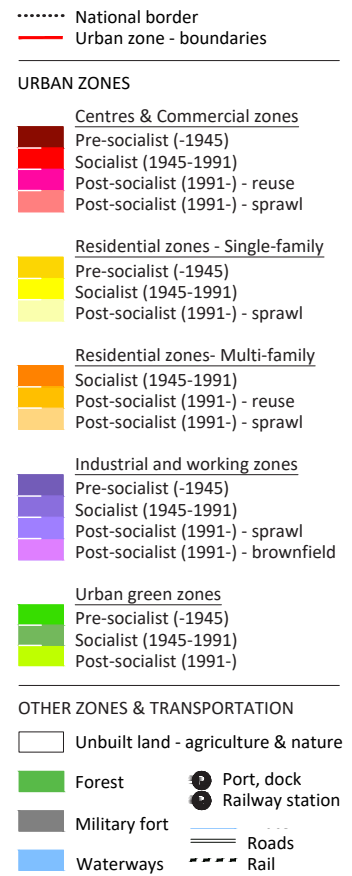 National border
Urban zone - boundaries
URBAN ZONES
Centres & Commercial zones
Pre-socialist (-1945)
Socialist (1945-1991)
Post-socialist (1991-) - reuse
Post-socialist (1991-) - sprawl
Residential zones - Single-family
Pre-socialist (-1945)
Socialist (1945-1991)
Post-socialist (1991-) - sprawl
Residential zones- Multi-family
Socialist (1945-1991)
Post-socialist (1991-) - reuse
Post-socialist (1991-) - sprawl
Industrial and working zones
Pre-socialist (-1945)
Socialist (1945-1991)
Post-socialist (1991-) - sprawl
Post-socialist (1991-) - brownfield
Urban green zones
Pre-socialist (-1945)
Socialist (1945-1991)
Post-socialist (1991-)
OTHER ZONES & TRANSPORTATION
Unbuilt land - agriculture & nature
Forest
P Port, dock
P Railway station
Military fort
Roads
Waterways
Rail